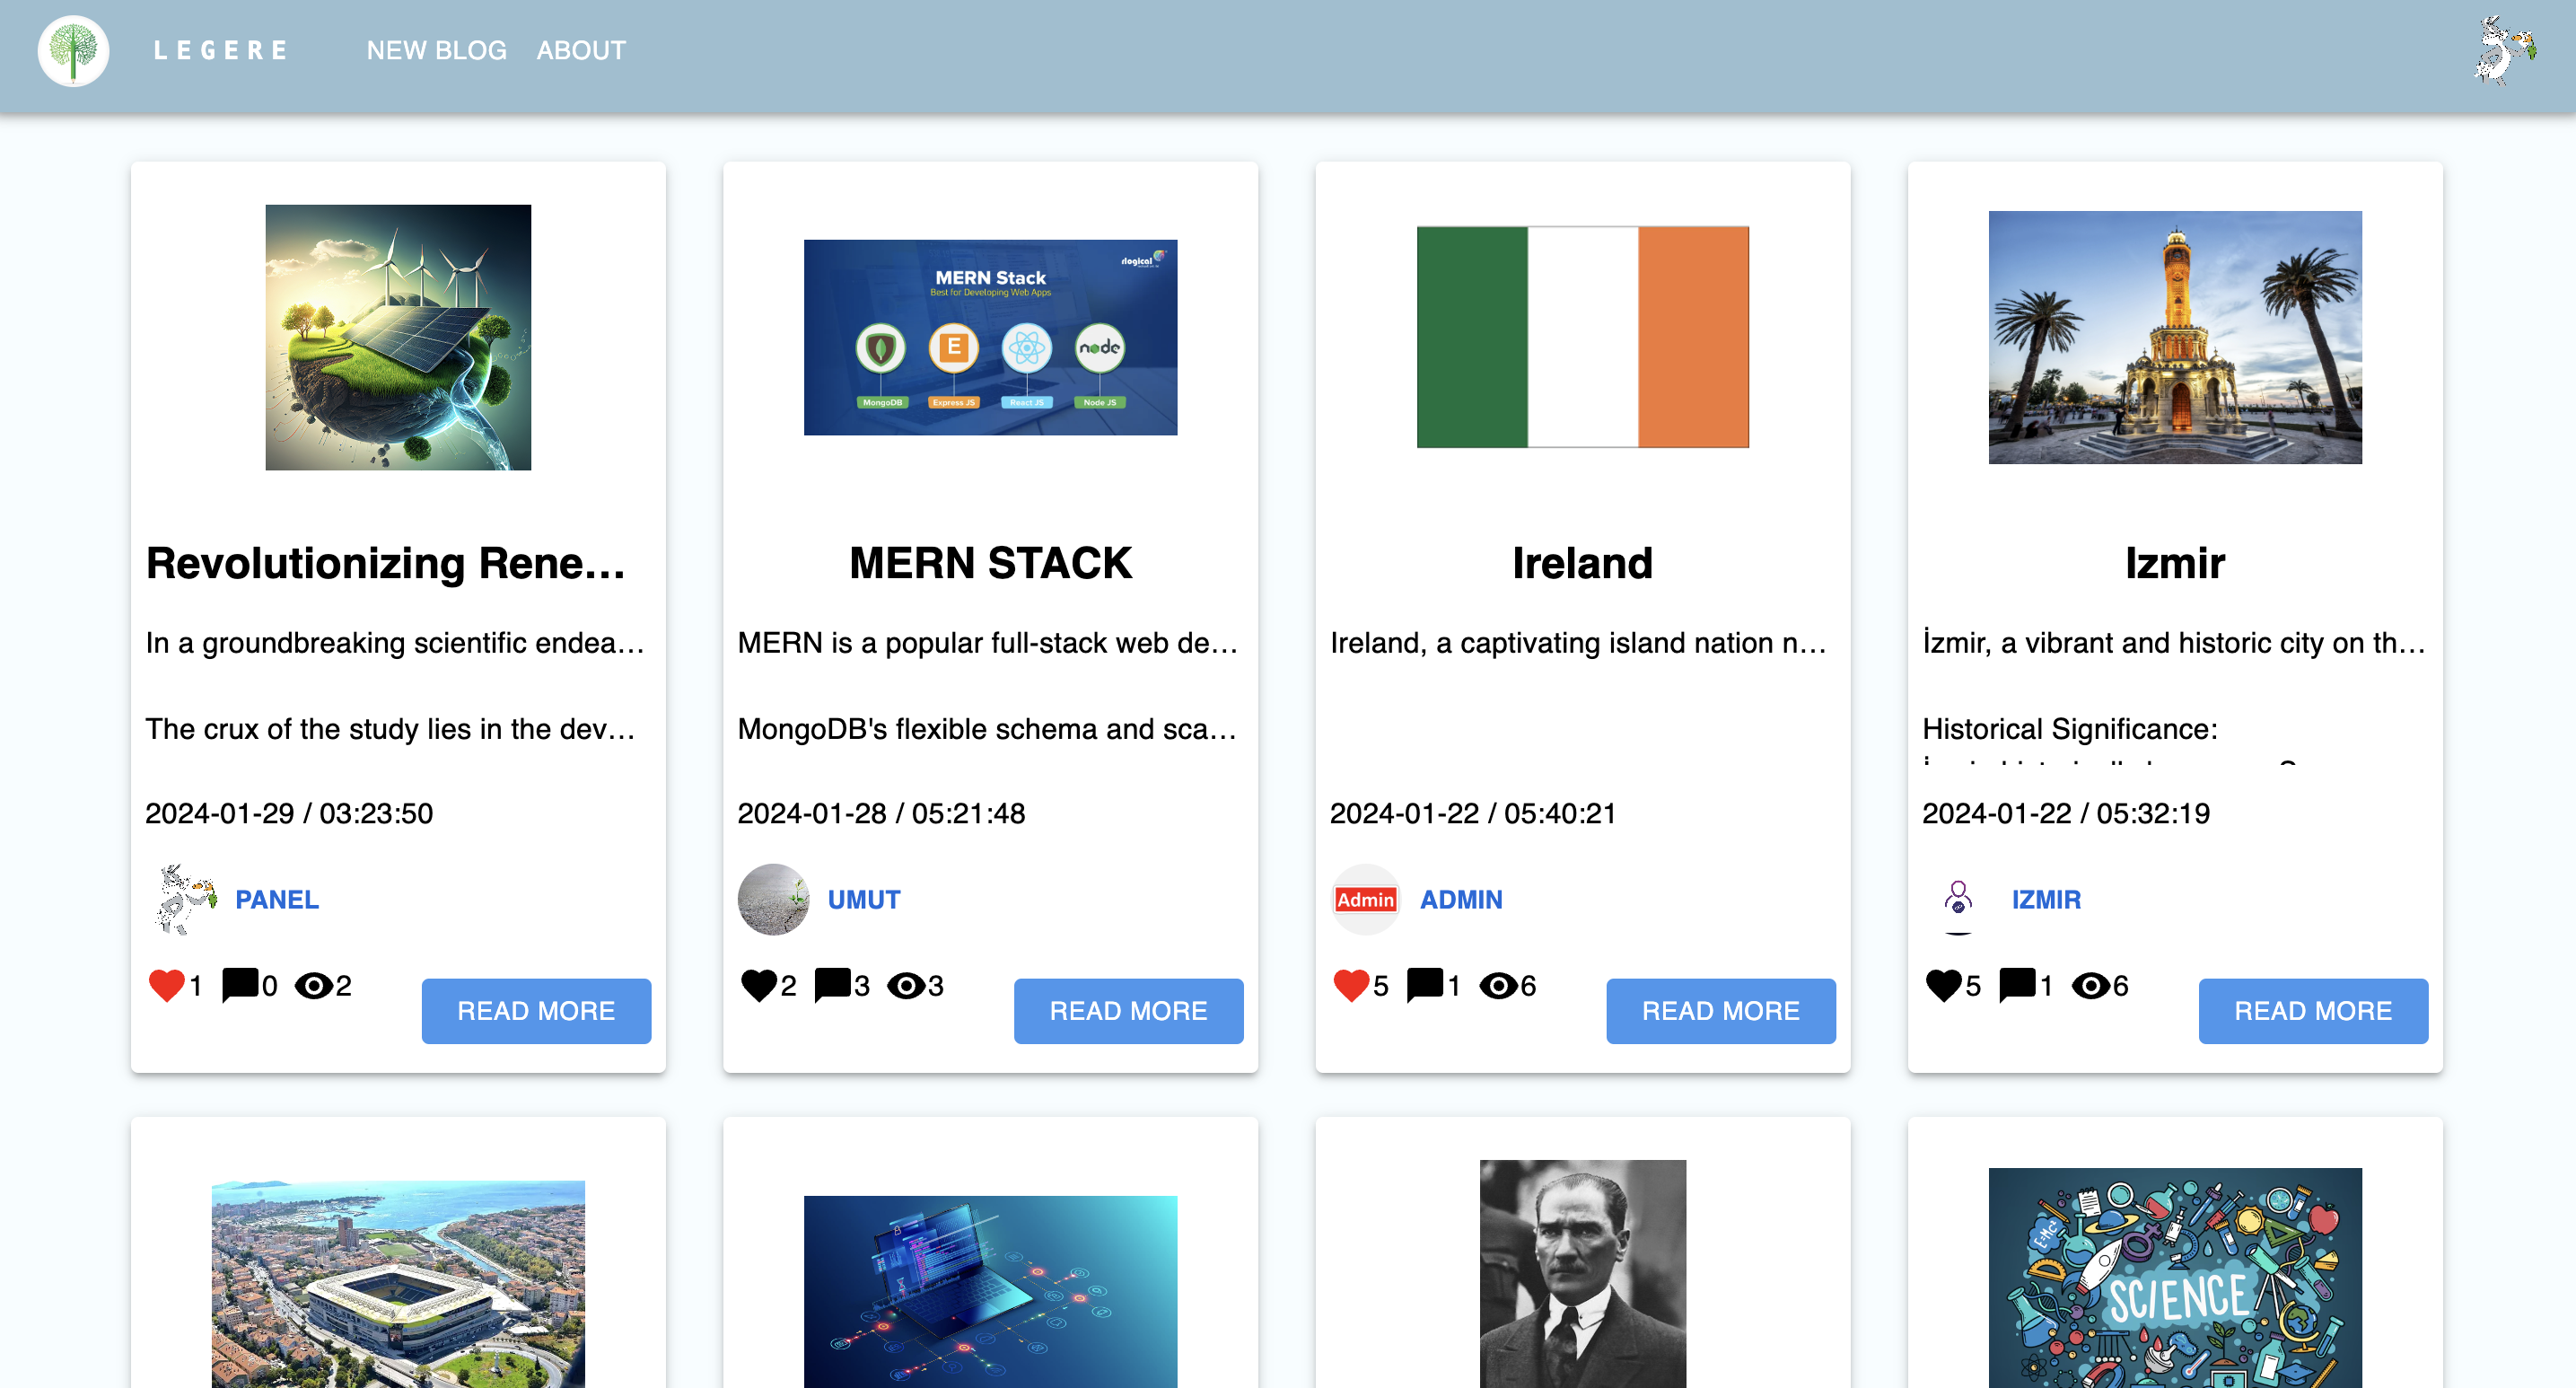 LEGERE
NEW BLOG
ABOUT
rlogical
MERN Stack
Best for Developing Web Apps
E
node
MongoDB
Express JS
React JS
Node JS
Revolutionizing Rene...
MERN STACK
Ireland
Izmir
In a groundbreaking scientific endea...
The crux of the study lies in the dev...
MERN is a popular full-stack web de...
MongoDB's flexible schema and sca...
Ireland, a captivating island nation n...
İzmir, a vibrant and historic city on th...
Historical Significance:
2024-01-29 / 03:23:50
2024-01-28 / 05:21:48
2024-01-22 / 05:40:21
2024-01-22 / 05:32:19
PANEL
UMUT
Admin
ADMIN
IZMIR
1 0 2
READ MORE
2 3 3
READ MORE
5 1 6
READ MORE
5 1 6
READ MORE
E=MC²
SCIENCE